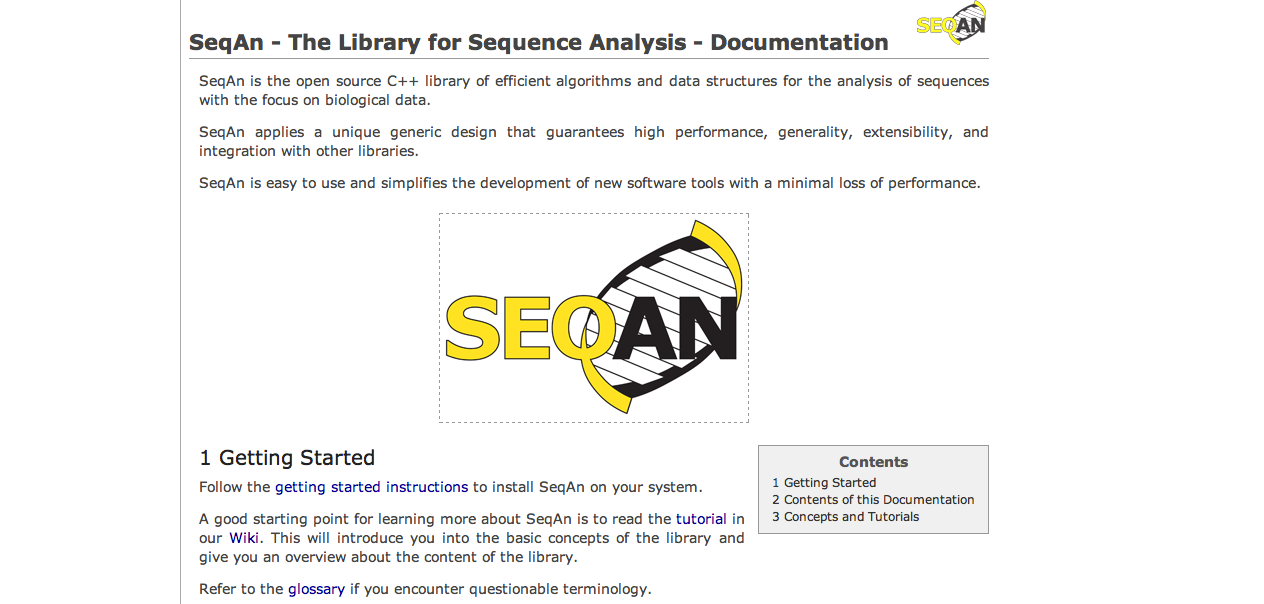 SEQAN
SeqAn - The Library for Sequence Analysis - Documentation
SeqAn is the open source C++ library of efficient algorithms and data structures for the analysis of sequences
with the focus on biological data.
SeqAn applies a unique generic design that guarantees high performance, generality, extensibility, and
integration with other libraries.
SeqAn is easy to use and simplifies the development of new software tools with a minimal loss of performance.
SEQAN
1 Getting Started
Follow the getting started instructions to install SeqAn on your system.
A good starting point for learning more about SeqAn is to read the tutorial in
our Wiki. This will introduce you into the basic concepts of the library and
give you an overview about the content of the library.
Refer to the glossary if you encounter questionable terminology.
Contents
1 Getting Started
2 Contents of this Documentation
3 Concepts and Tutorials